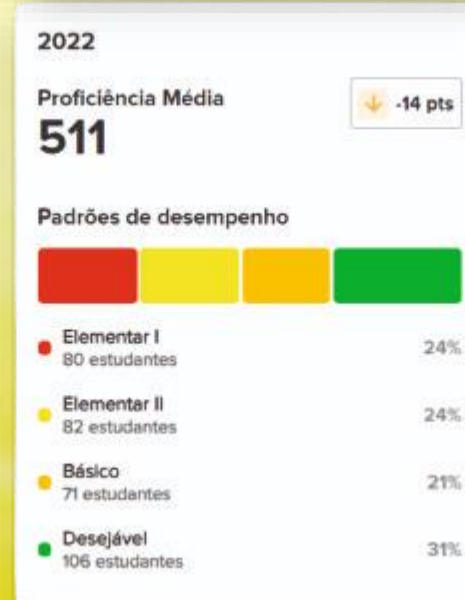 2022
Proficiência Média
511
-14 pts
Padrões de desempenho
Elementar I
80 estudantes
24%
Elementar II
82 estudantes
24%
Básico
71 estudantes
21%
Desejável
106 estudantes
31%